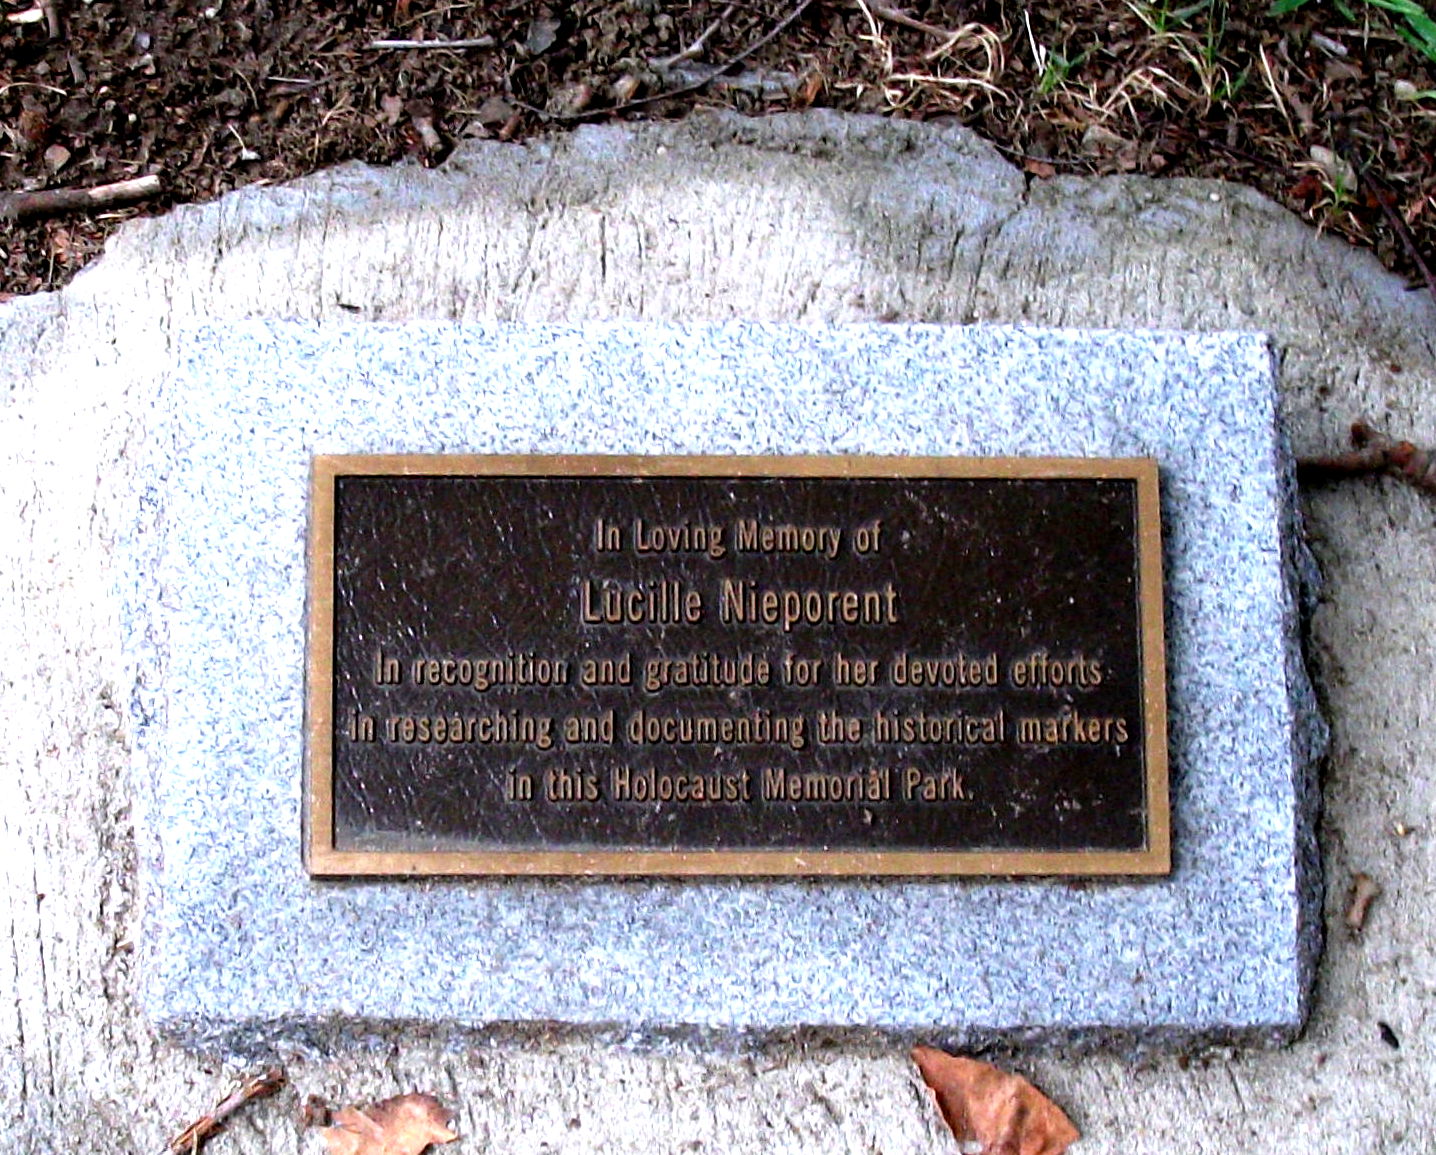 In Loving Memory of
Lucille Nieporent
In recognition and gratitude for her devoted efforts
in researching and documenting the historical markers
in this Holocaust Memorial Park.